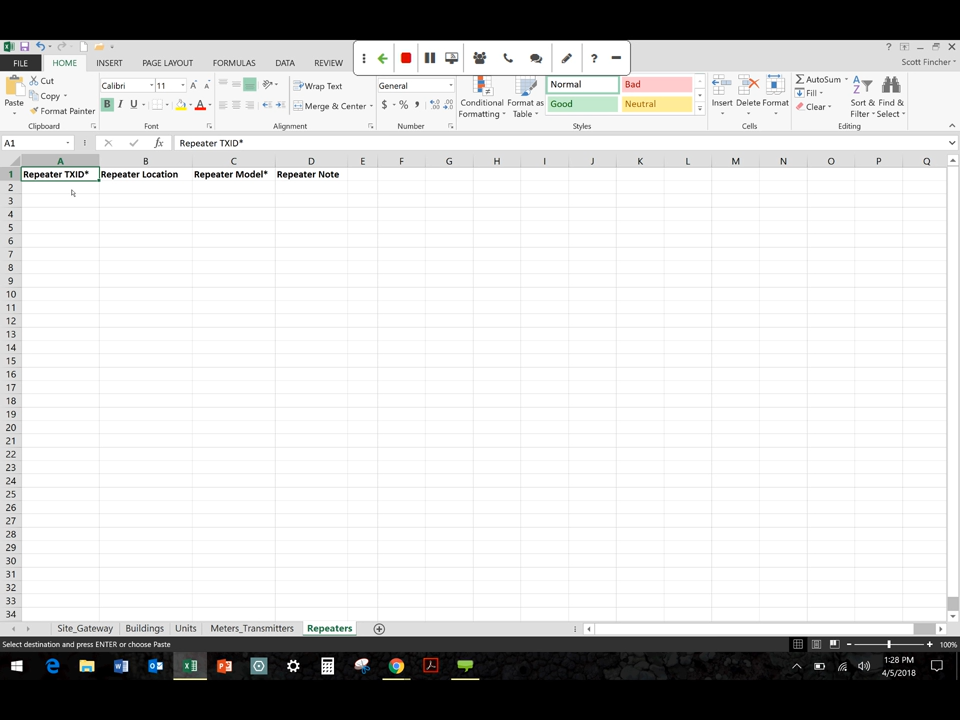 ?
FILE
HOME
INSERT
PAGE LAYOUT
FORMULAS
DATA
REVIEW
Scott Fincher
Paste
Cut
Copy
Format Painter
Clipboard
Calibri
11
B I U
Font
Wrap Text
Merge & Center
Alignment
General
$ % ,
Number
Conditional Formatting
Format as Table
Normal
Bad
Good
Neutral
Styles
Insert
Delete
Format
Cells
AutoSum
Fill
Clear
Sort & Filter
Find & Select
Editing
?
A1
fx
Repeater TXID*
A B C D E F G H I J K L M N O P Q
1 Repeater TXID* Repeater Location Repeater Model* Repeater Note
2
3
4
5
6
7
8
9
10
11
12
13
14
15
16
17
18
19
20
21
22
23
24
25
26
27
28
29
30
31
32
33
34
Site_Gateway Buildings Units Meters_Transmitters Repeaters
Select destination and press ENTER or choose Paste
100%
1:28 PM
4/5/2018